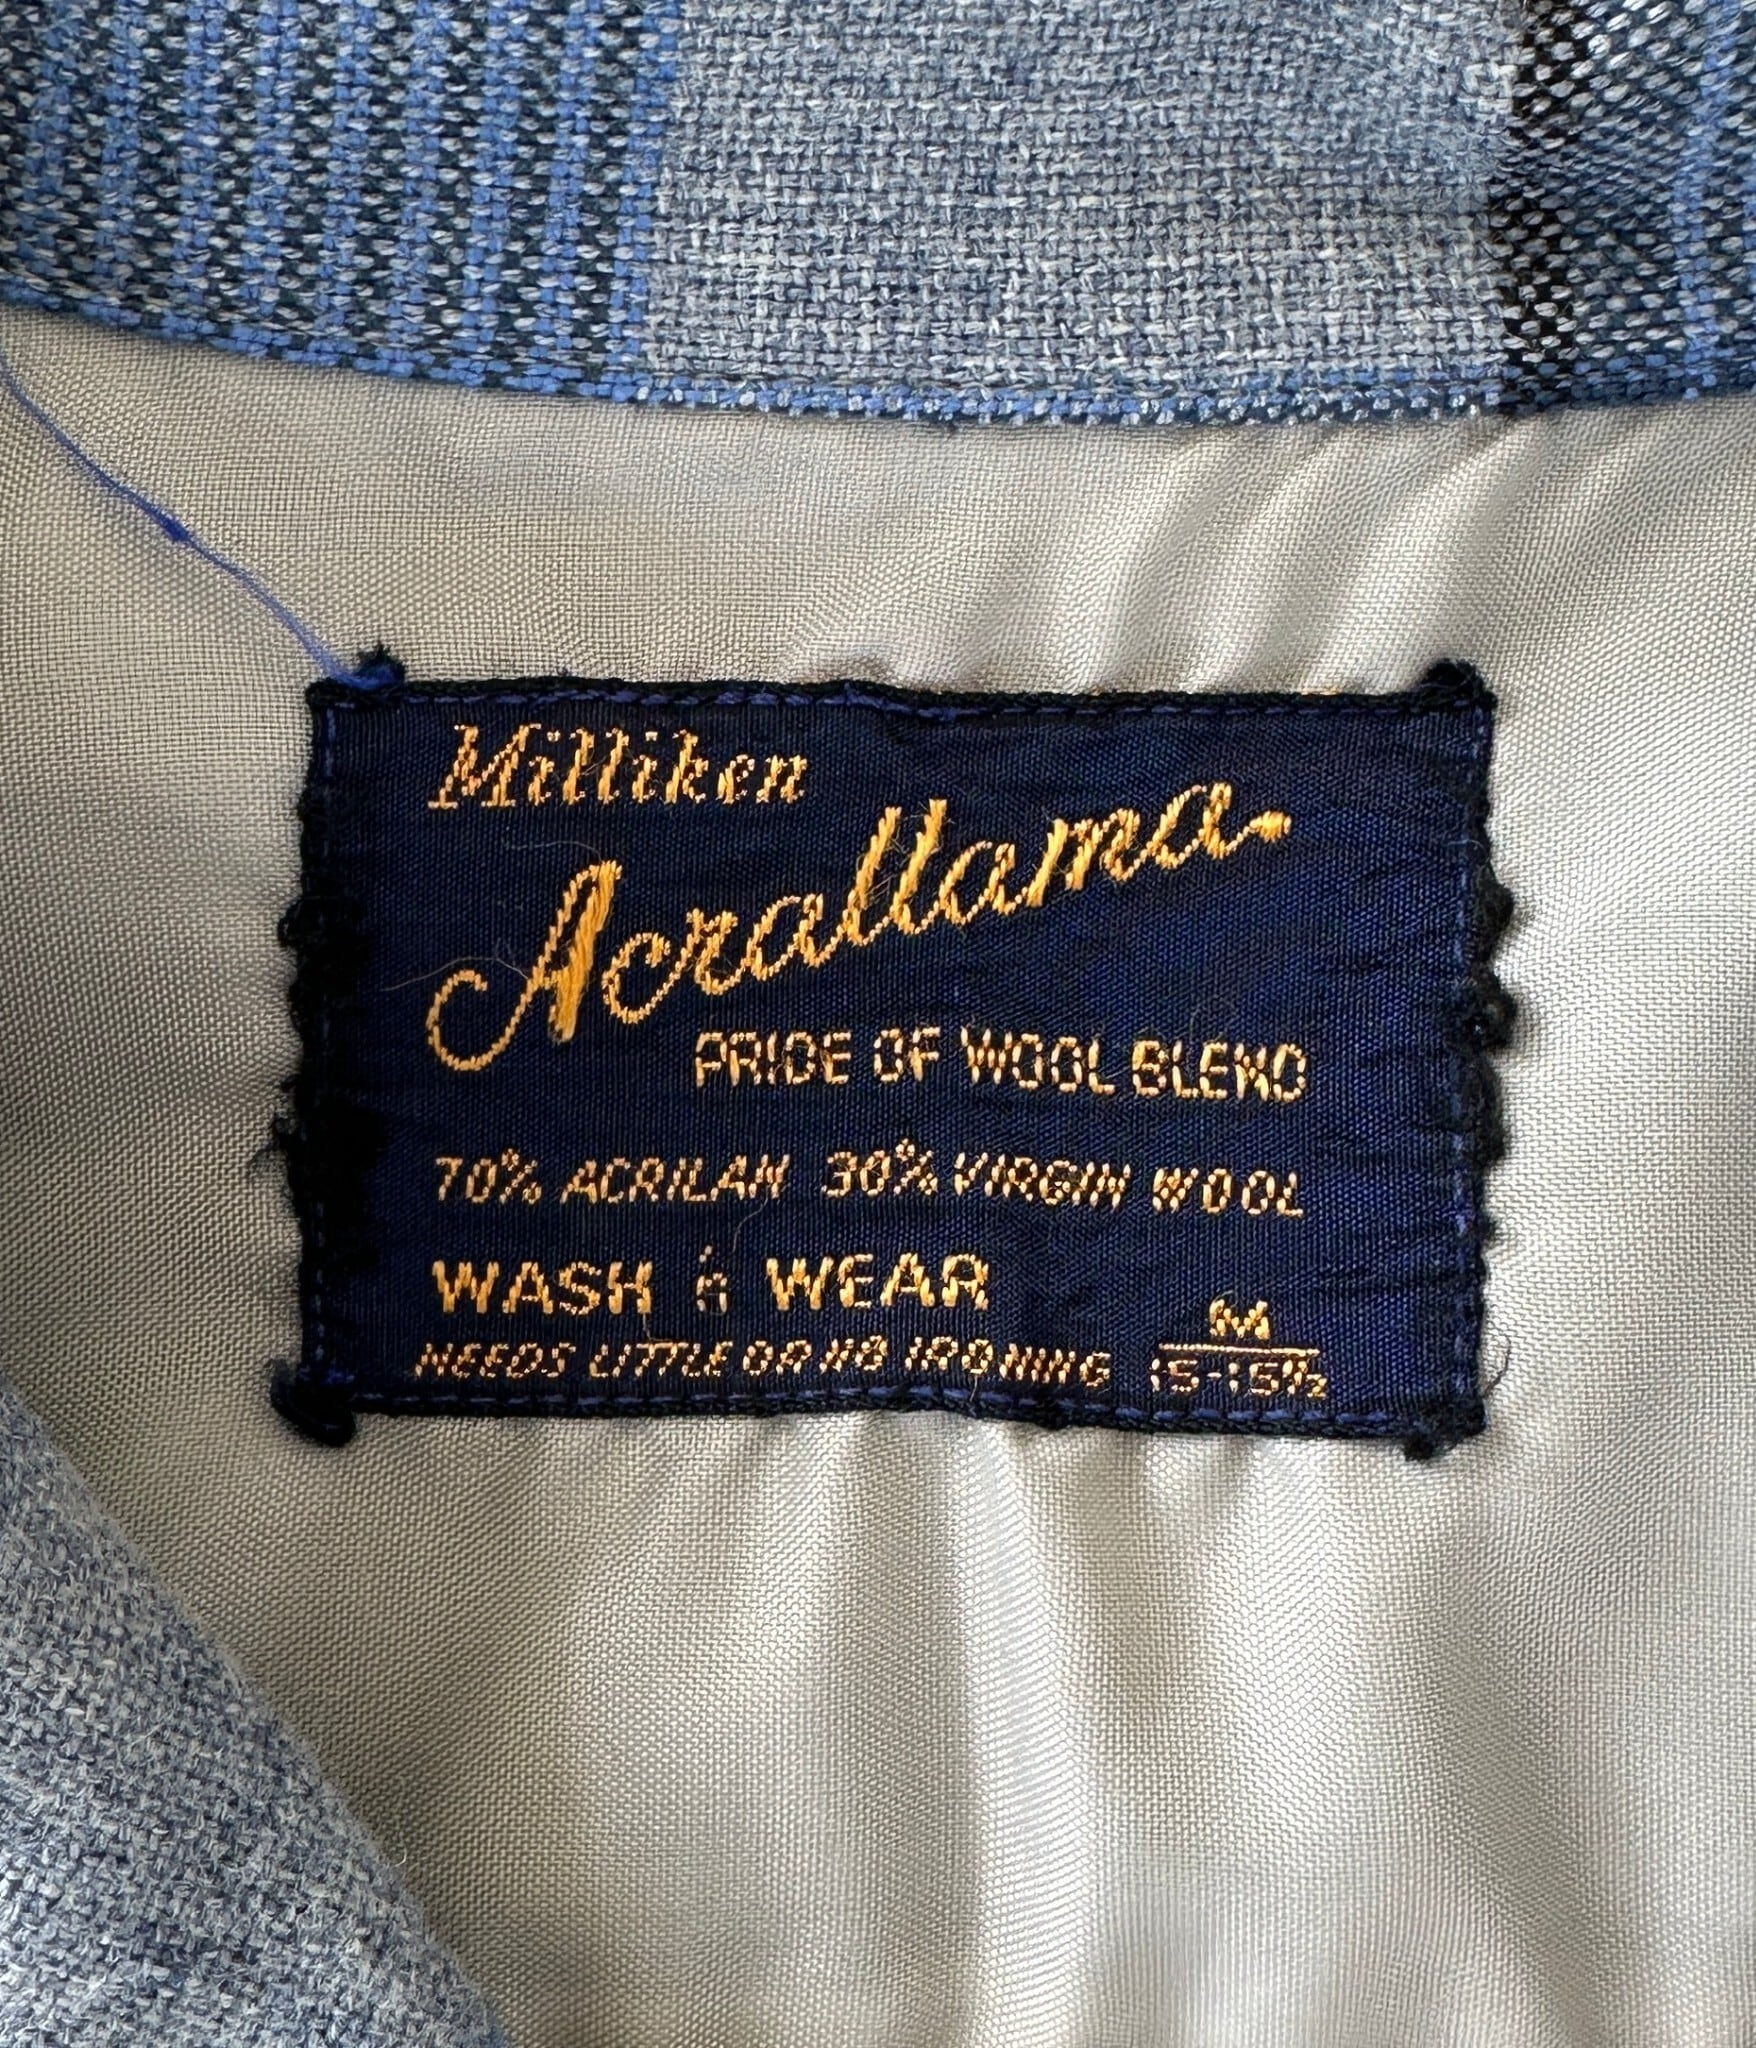 Milliken
Acrallama
PRIDE OF WOOL BLEND
70% ACRILAN 30% VIRGIN WOOL
WASH & WEAR
NEEDS LITTLE OR NO IRONING
M
15-15½